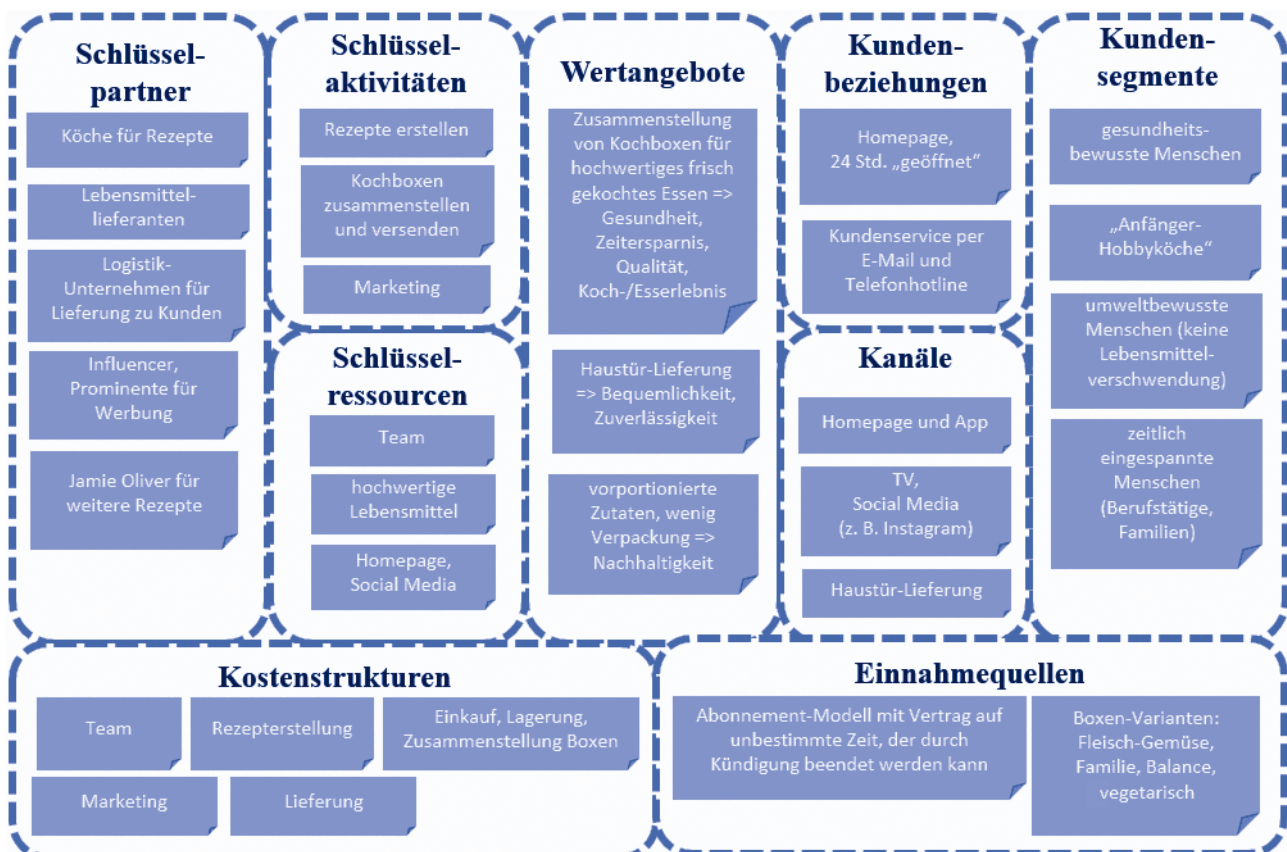 Schlüssel-
partner
Köche für Rezepte
Lebensmittel-
lieferanten
Logistik-
Unternehmen für
Lieferung zu Kunden
Influencer,
Prominente für
Werbung
Jamie Oliver für
weitere Rezepte
Schlüssel-
aktivitäten
Rezepte erstellen
Kochboxen
zusammenstellen
und versenden
Marketing
Schlüssel-
ressourcen
Team
hochwertige
Lebensmittel
Homepage,
Social Media
Wertangebote
Zusammenstellung
von Kochboxen für
hochwertiges frisch
gekochtes Essen =>
Gesundheit,
Zeitersparnis,
Qualität,
Koch-/Esserlebnis
Haustür-Lieferung
=> Bequemlichkeit,
Zuverlässigkeit
vorportionierte
Zutaten, wenig
Verpackung =>
Nachhaltigkeit
Kunden-
beziehungen
Homepage,
24 Std. „geöffnet“
Kundenservice per
E-Mail und
Telefonhotline
Kanäle
Homepage und App
TV,
Social Media
(z. B. Instagram)
Haustür-Lieferung
Kunden-
segmente
gesundheits-
bewusste Menschen
„Anfänger-
Hobbyköche“
umweltbewusste
Menschen (keine
Lebensmittel-
verschwendung)
zeitlich
eingespannte
Menschen
(Berufstätige,
Familien)
Kostenstrukturen
Team
Rezepterstellung
Einkauf, Lagerung,
Zusammenstellung Boxen
Marketing
Lieferung
Einnahmequellen
Abonnement-Modell mit Vertrag auf
unbestimmte Zeit, der durch
Kündigung beendet werden kann
Boxen-Varianten:
Fleisch-Gemüse,
Familie, Balance,
vegetarisch